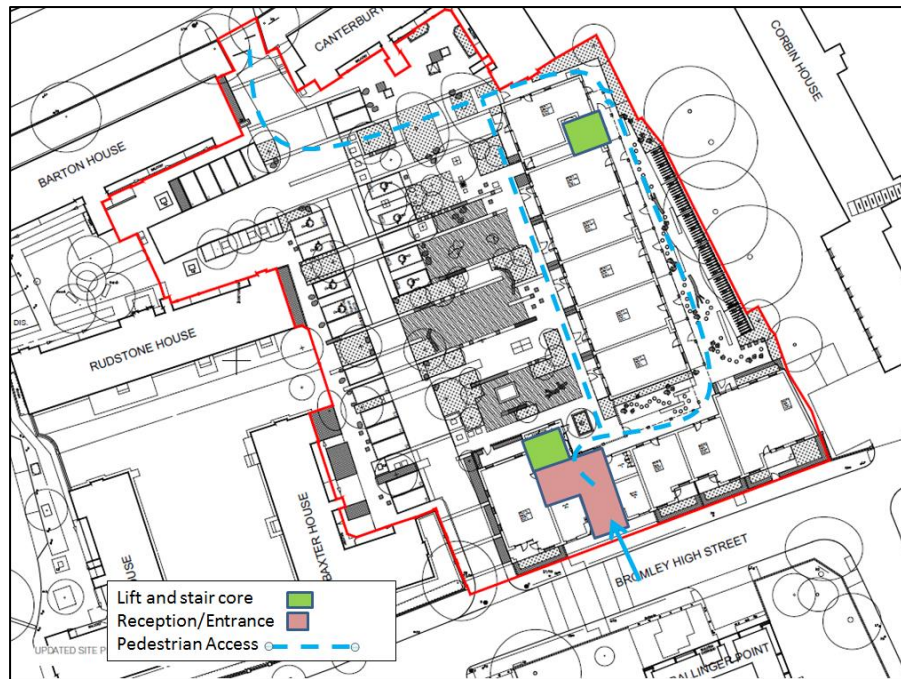 CANTERBURY
CORBIN HOUSE
BARTON HOUSE
DIS.
RUDSTONE HOUSE
BAXTER HOUSE
HOUSE
BROMLEY HIGH STREET
BALLINGER POINT
Lift and stair core
Reception/Entrance
Pedestrian Access
UPDATED SITE P